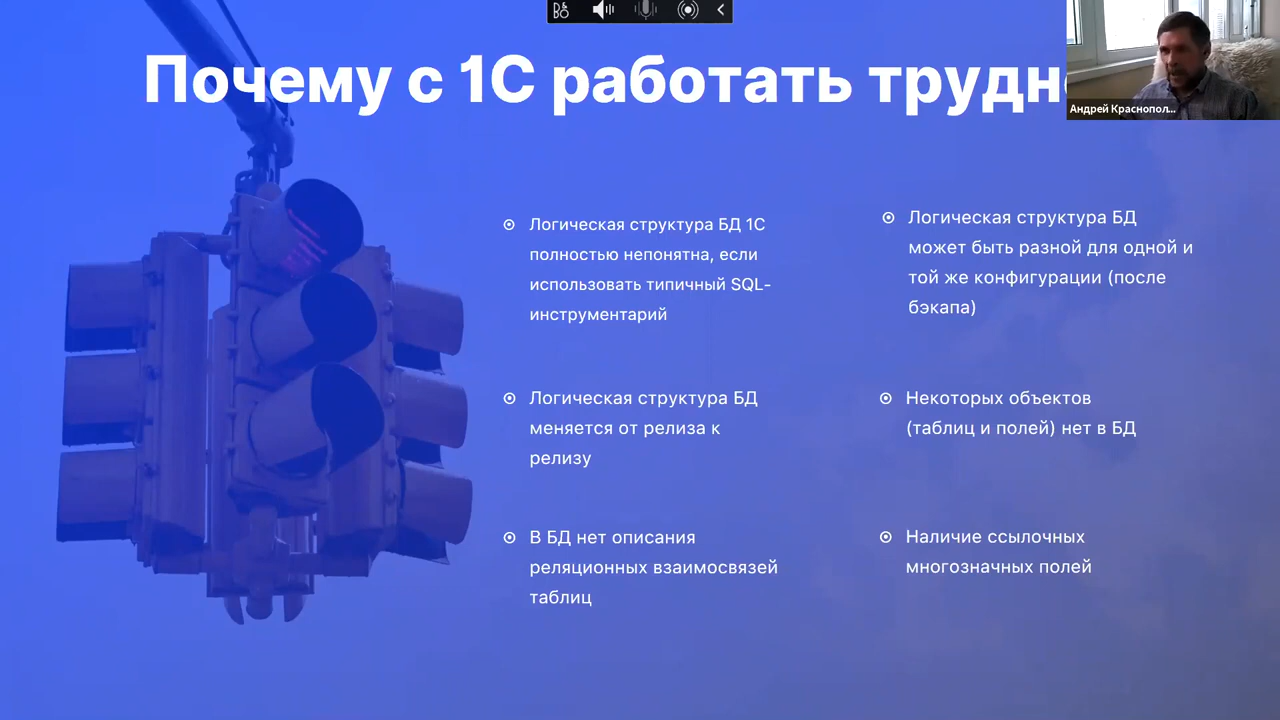 Почему с 1С работать трудн
Андрей Краснопол...
Логическая структура БД 1С
полностью непонятна, если
использовать типичный SQL-
инструментарий
Логическая структура БД
меняется от релиза к
релизу
В БД нет описания
реляционных взаимосвязей
таблиц
Логическая структура БД
может быть разной для одной и
той же конфигурации (после
бэкапа)
Некоторых объектов
(таблиц и полей) нет в БД
Наличие ссылочных
многозначных полей